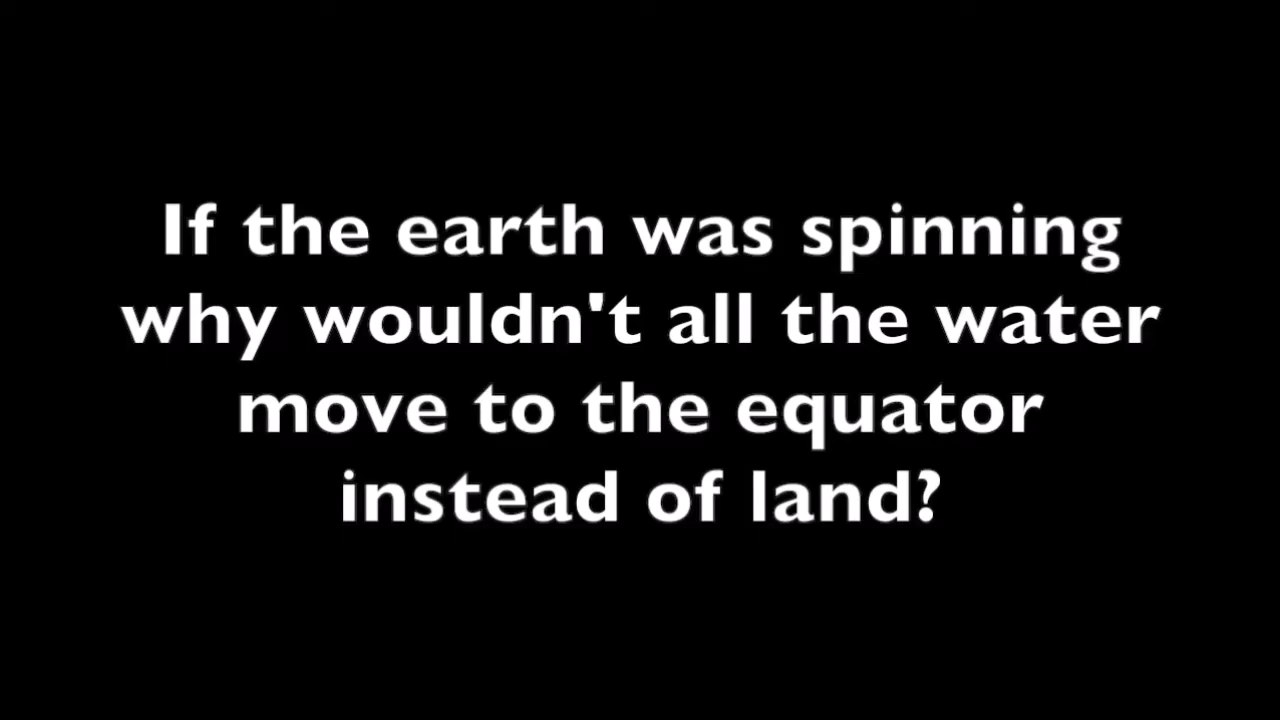 If the earth was spinning
why wouldn't all the water
move to the equator
instead of land?